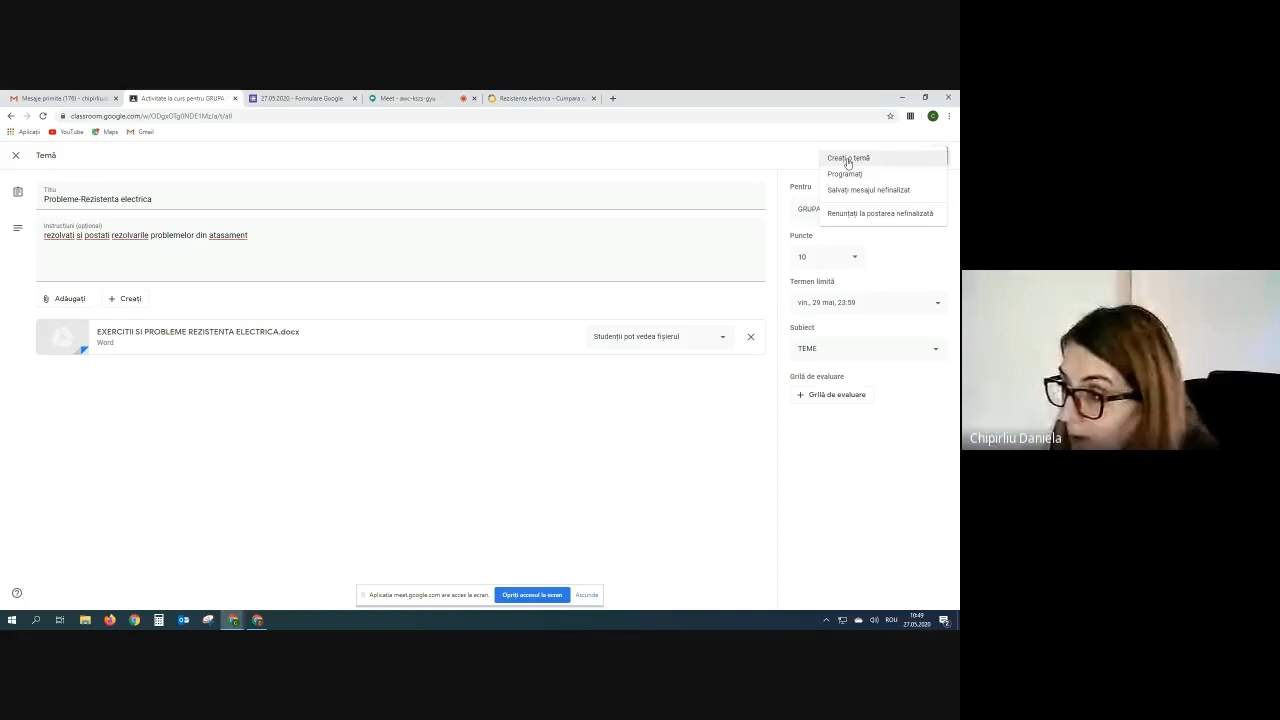 Mesaje primite (176) - chipirliu.
Activitate la curs pentru GRUPA
27.05.2020 - Formulare Google
Meet - awc-kszs-gyu
Rezistenta electrica - Cumpara c
classroom.google.com/w/ODgxOTg0NDE1MzJa/t/all
Aplicații
YouTube
Maps
Gmail
Temă
Creați o temă
Programați
Salvați mesajul nefinalizat
Renunțați la postarea nefinalizată
Titlu
Probleme-Rezistenta electrica
Instrucțiuni (opțional)
rezolvati si postati rezolvarile problemelor din atasament
Adăugați
Creați
EXERCITII SI PROBLEME REZISTENTA ELECTRICA.docx
Word
Studenții pot vedea fișierul
Pentru
GRUPA
Puncte
10
Termen limită
vin., 29 mai, 23:59
Subiect
TEME
Grilă de evaluare
Grilă de evaluare
Chipirliu Daniela
Aplicația meet.google.com are acces la ecran.
Opriți accesul la ecran
Ascunde
ROU
10:49
27.05.2020